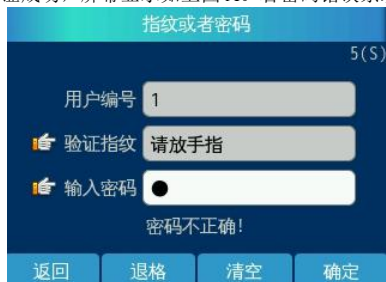 指纹或者密码
5(S)
用户编号 1
验证指纹 请放手指
输入密码 ●
密码不正确!
返回 退格 清空 确定